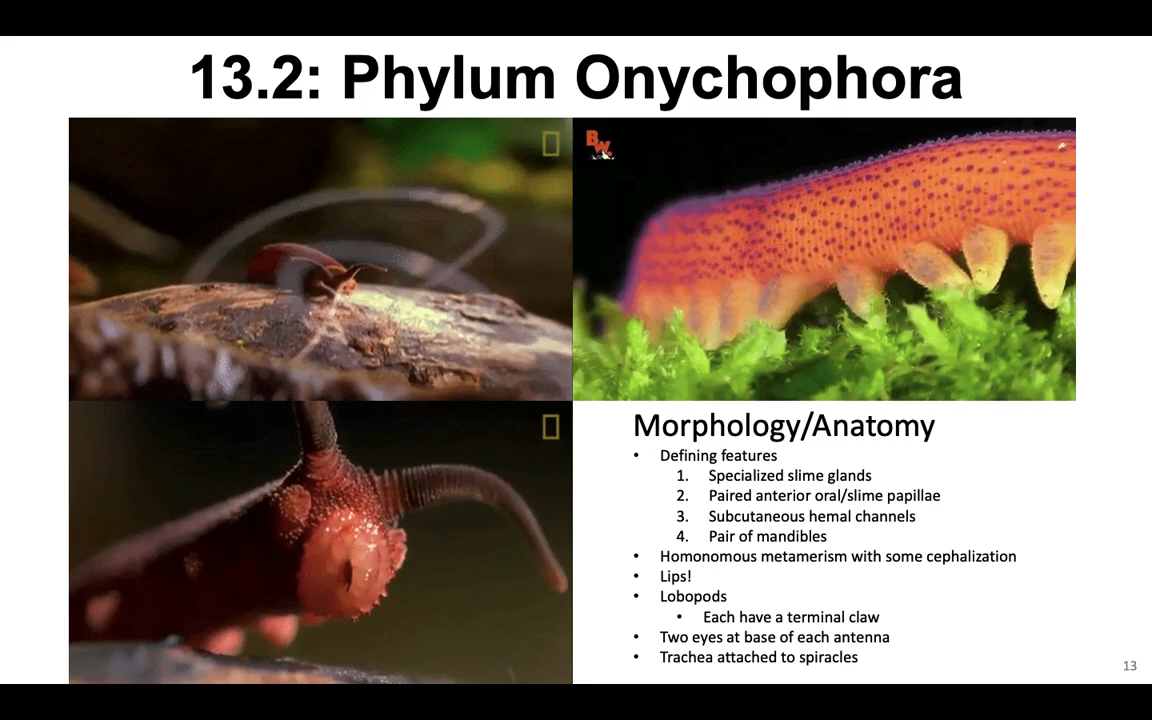 13.2: Phylum Onychophora
BW.
Morphology/Anatomy
• Defining features
1. Specialized slime glands
2. Paired anterior oral/slime papillae
3. Subcutaneous hemal channels
4. Pair of mandibles
• Homonomous metamerism with some cephalization
• Lips!
• Lobopods
• Each have a terminal claw
• Two eyes at base of each antenna
• Trachea attached to spiracles
13